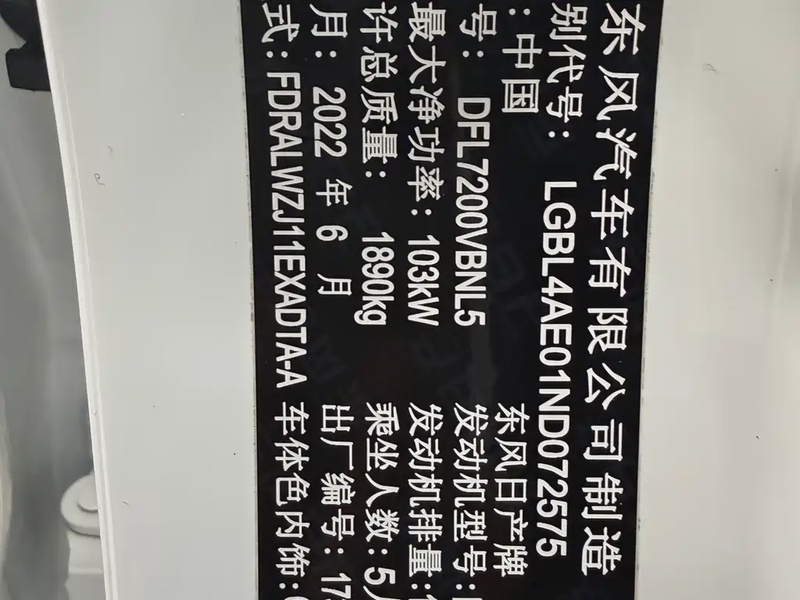 东风汽车有限公司制造
别代号: LGBL4AE01ND072575
: 中国 东风日产牌
号: DFL7200VBNL5 发动机型号:
最大净功率: 103kW 发动机排量:
许总质量: 1890kg 乘坐人数: 5人
月: 2022 年 6 月 出厂编号: 17
式: FDRALWZJ11EXADTA-A 车体色内饰: